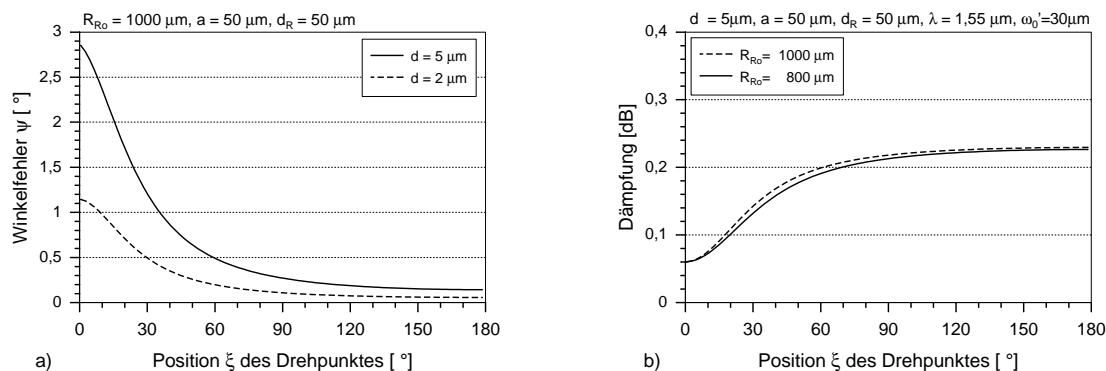 R_Ro = 1000 µm, a = 50 µm, d_R = 50 µm
3
2,5
2
1,5
1
0,5
0
Winkelfehler ψ [ °]
d = 5 µm
d = 2 µm
0 30 60 90 120 150 180
a) Position ξ des Drehpunktes [ °]
d = 5µm, a = 50 µm, d_R = 50 µm, λ = 1,55 µm, ω_0'=30µm
0,4
0,3
0,2
0,1
0
Dämpfung [dB]
R_Ro= 1000 µm
R_Ro= 800 µm
0 30 60 90 120 150 180
b) Position ξ des Drehpunktes [ °]